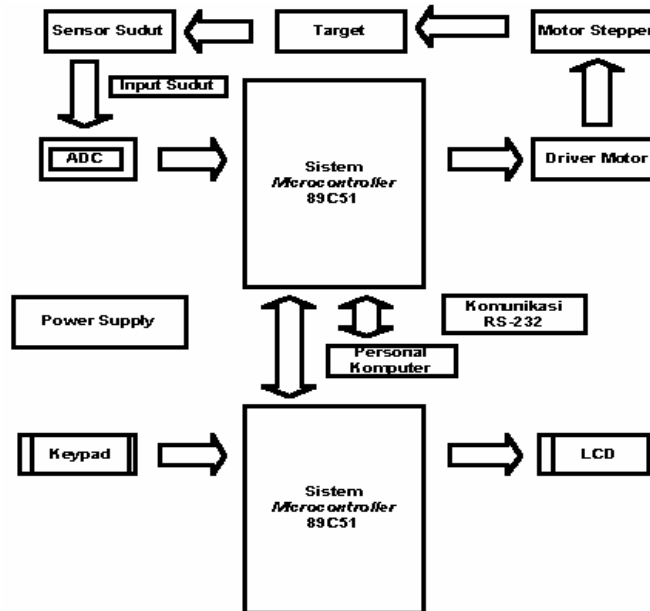 Sensor Sudut
Target
Motor Stepper
Input Sudut
ADC
Sistem
Microcontroller
89C51
Driver Motor
Power Supply
Komunikasi
RS-232
Personal
Komputer
Keypad
Sistem
Microcontroller
89C51
LCD